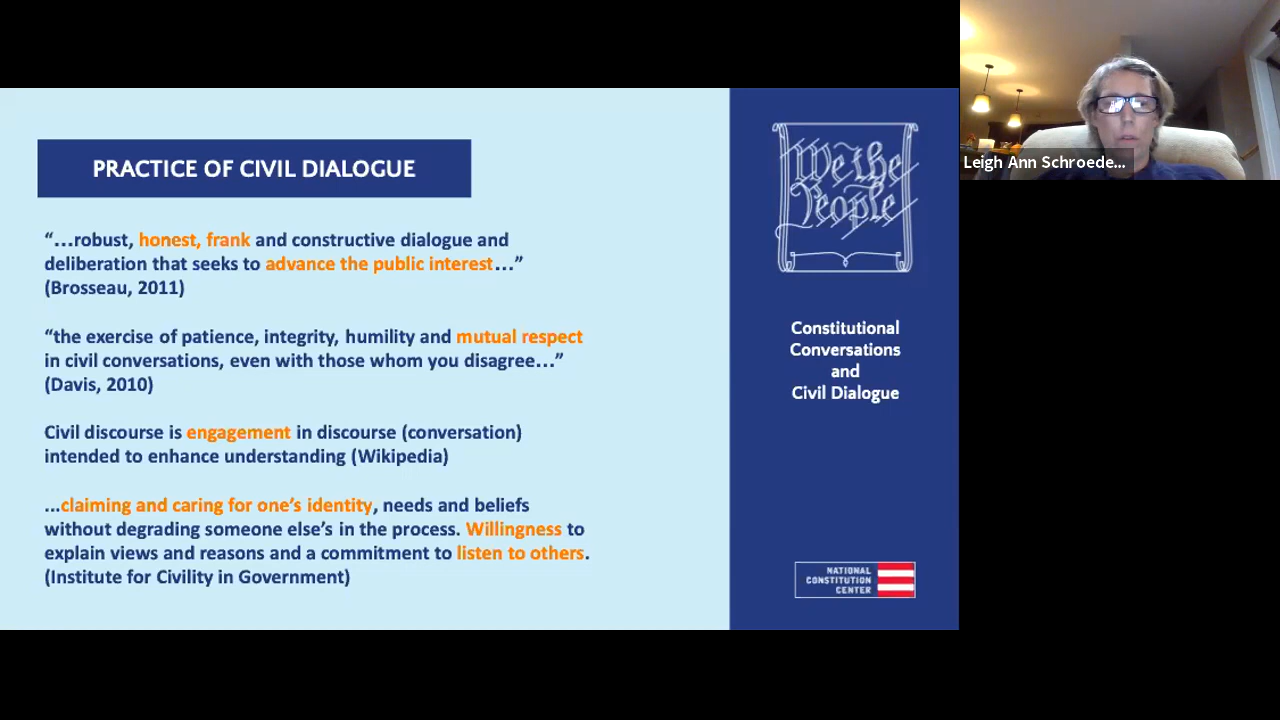 PRACTICE OF CIVIL DIALOGUE
“…robust, honest, frank and constructive dialogue and
deliberation that seeks to advance the public interest…”
(Brosseau, 2011)
“the exercise of patience, integrity, humility and mutual respect
in civil conversations, even with those whom you disagree…”
(Davis, 2010)
Civil discourse is engagement in discourse (conversation)
intended to enhance understanding (Wikipedia)
...claiming and caring for one’s identity, needs and beliefs
without degrading someone else’s in the process. Willingness to
explain views and reasons and a commitment to listen to others.
(Institute for Civility in Government)
We the
People
Constitutional
Conversations
and
Civil Dialogue
NATIONAL
CONSTITUTION
CENTER
Leigh Ann Schroede...